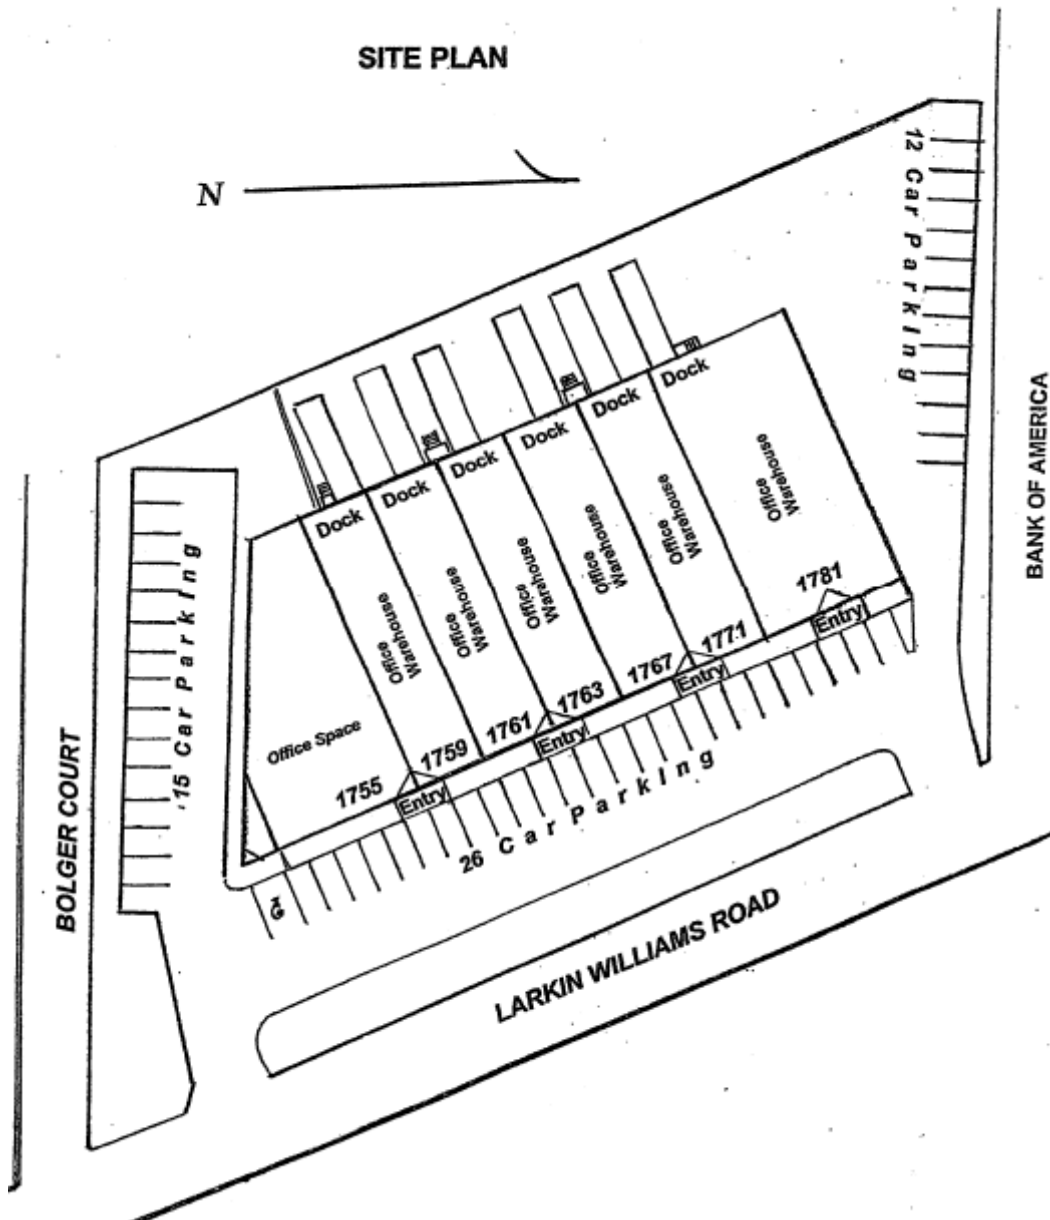 SITE PLAN
N
12 Car Parking
BANK OF AMERICA
Dock
Dock
Dock
Dock
Dock
Dock
Office
Warehouse
Office
Warehouse
Office
Warehouse
Office
Warehouse
Office
Warehouse
Office
Warehouse
Office Space
1755
1759
1761
1763
1767
1771
1781
Entry
Entry
Entry
Entry
15 Car Parking
26 Car Parking
BOLGER COURT
LARKIN WILLIAMS ROAD